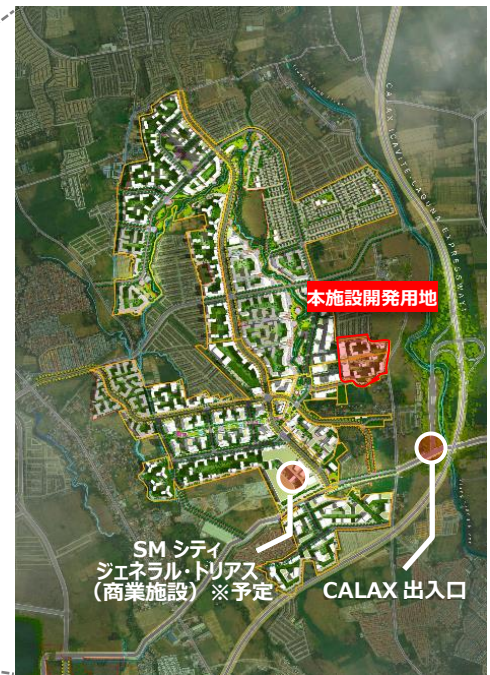 CALAX (CAVITE LAGUNA EXPRESSWAY)
本施設開発用地
SM シティ
ジェネラル・トリアス
（商業施設）※予定
CALAX 出入口